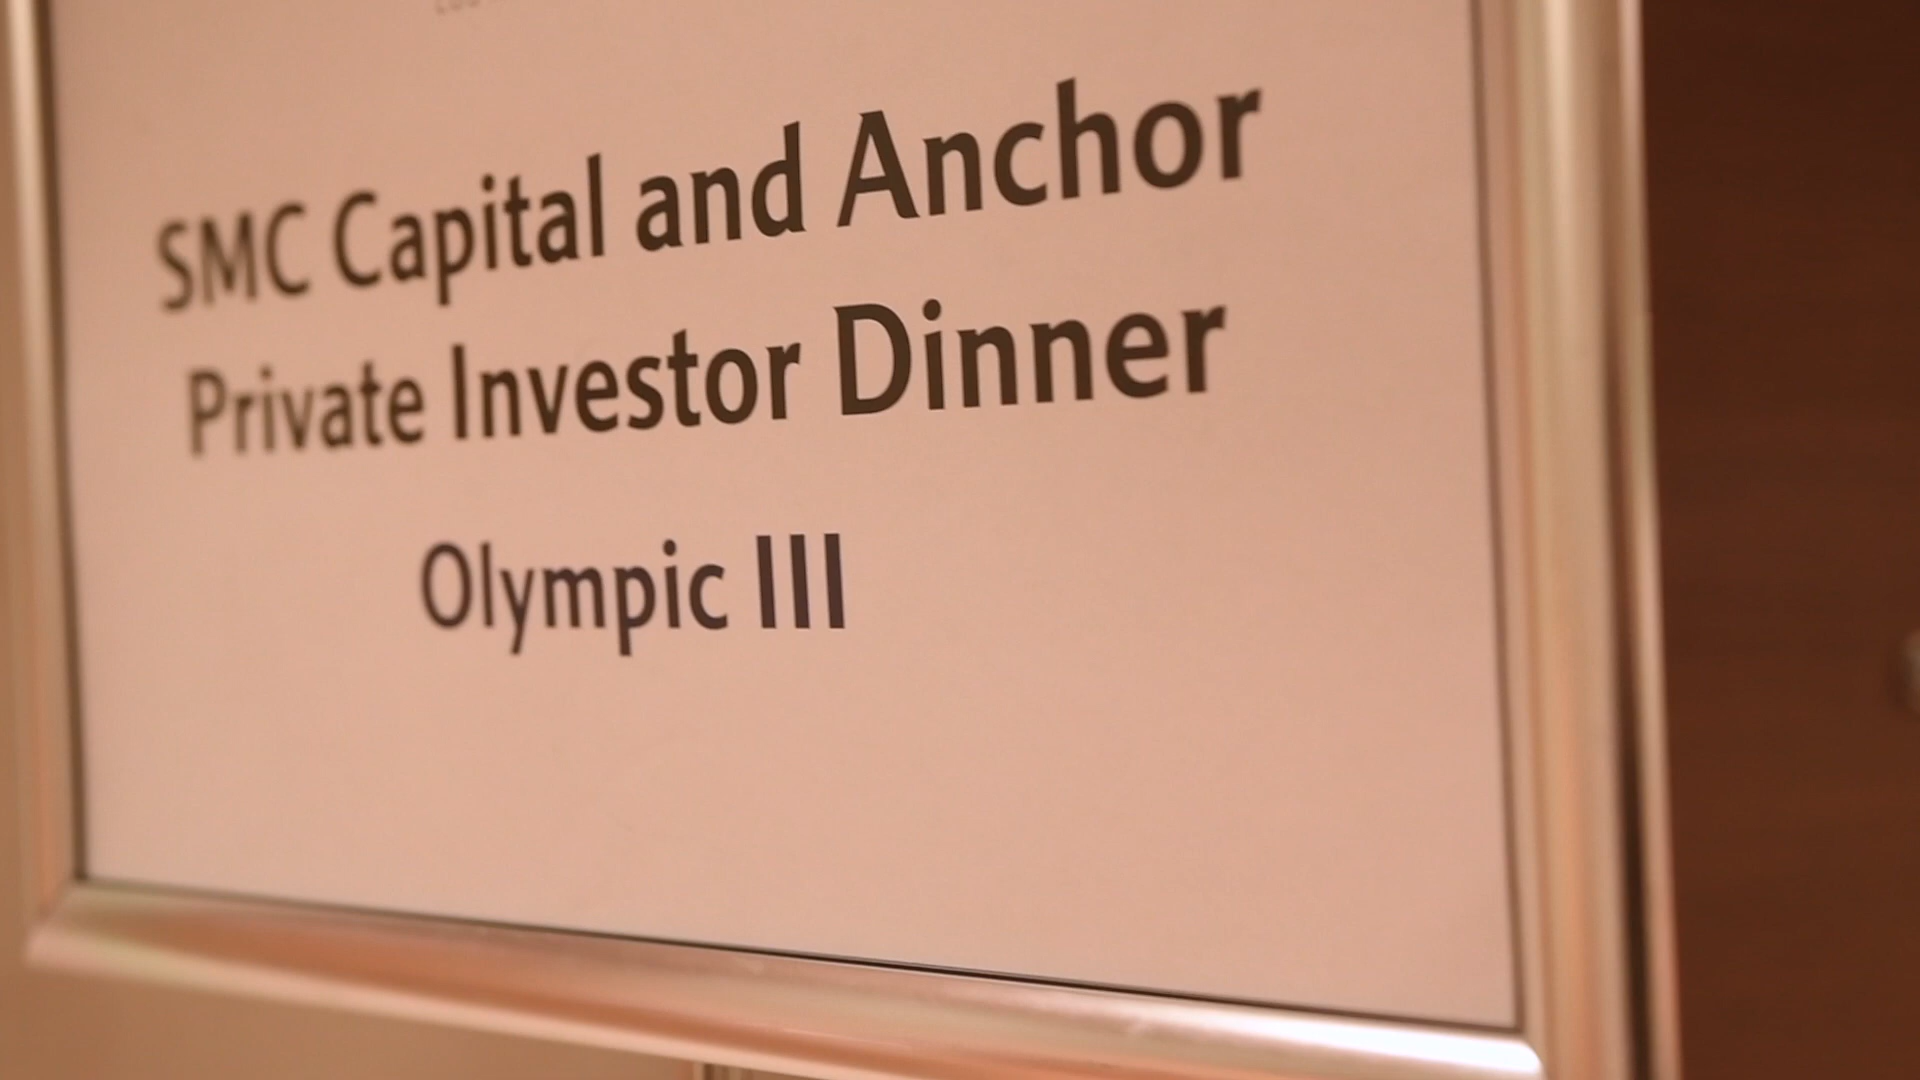 SMC Capital and Anchor
Private Investor Dinner
Olympic III